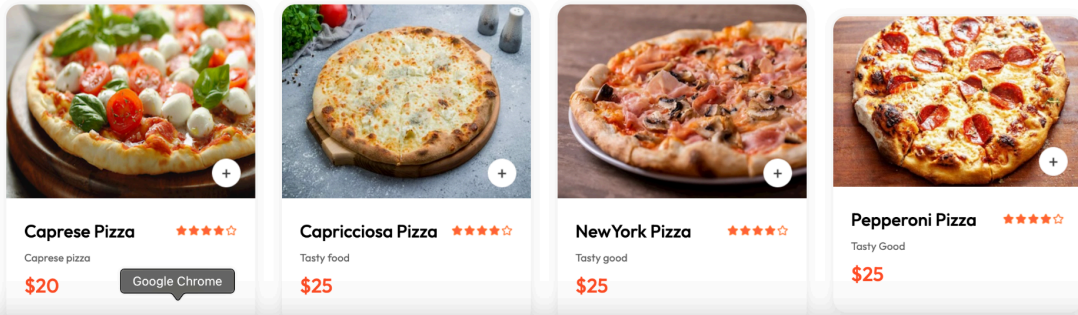 Caprese Pizza
Caprese pizza
$20
Google Chrome
Capricciosa Pizza
Tasty food
$25
NewYork Pizza
Tasty good
$25
Pepperoni Pizza
Tasty Good
$25